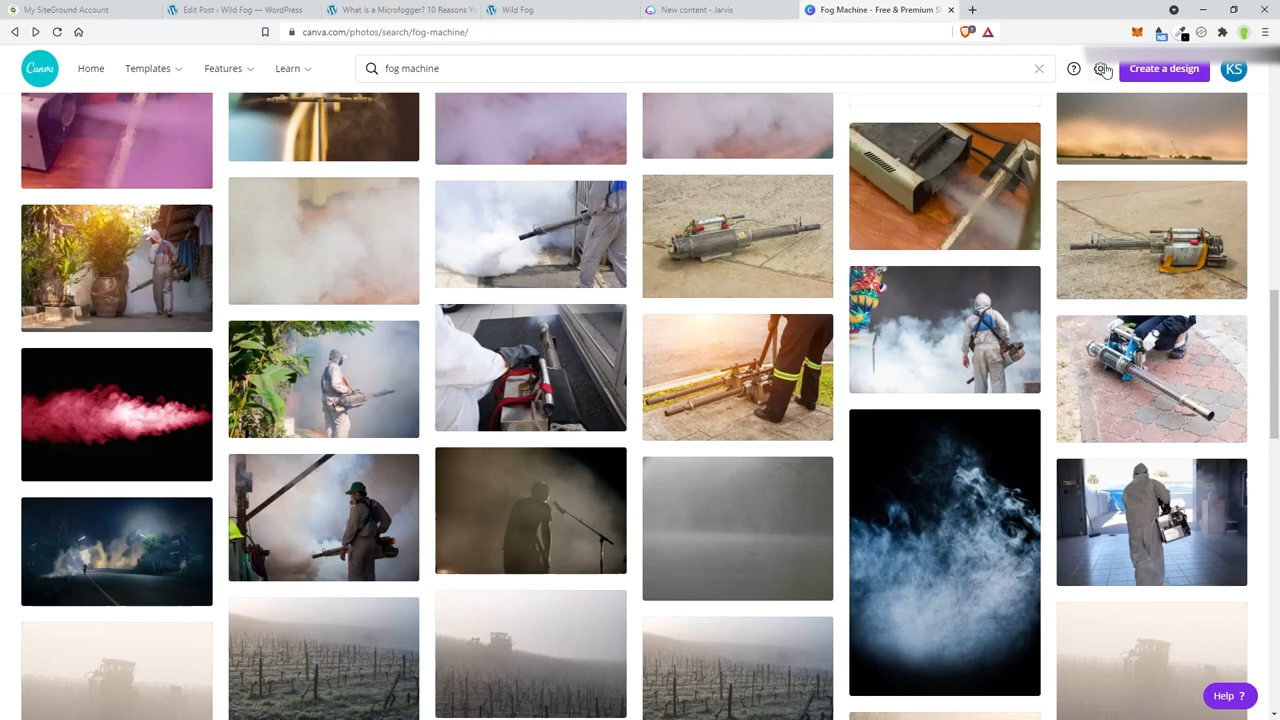 My SiteGround Account
Edit Post ‹ Wild Fog — WordPress
What is a Microfogger? 10 Reasons Yo
Wild Fog
New content - Jarvis
Fog Machine - Free & Premium S
canva.com/photos/search/fog-machine/
Canva
Home
Templates
Features
Learn
fog machine
Create a design
KS
Help ?